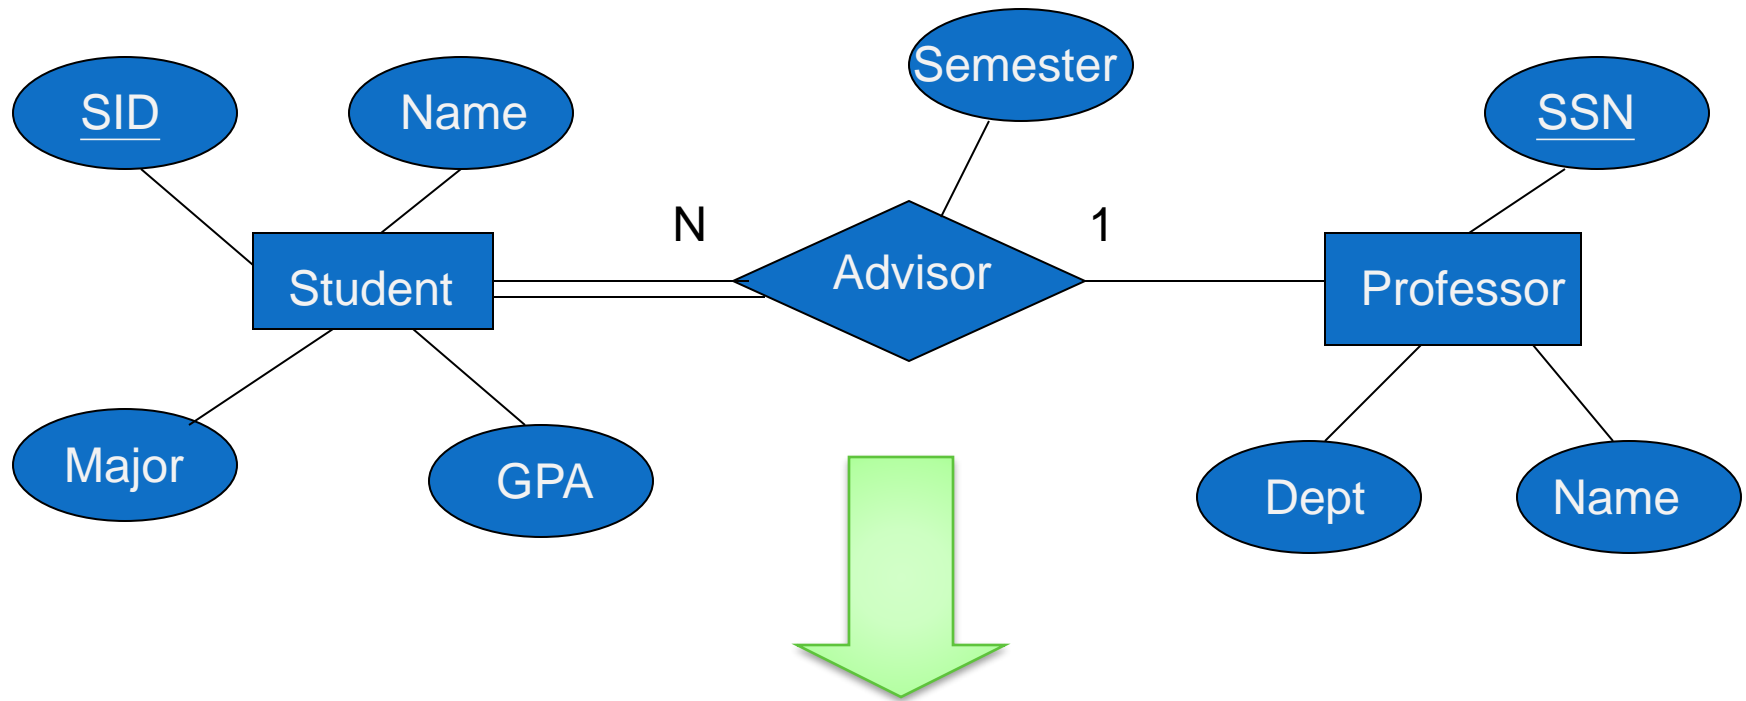 Semester
SID
Name
SSN
N
1
Advisor
Student
Professor
Major
GPA
Dept
Name